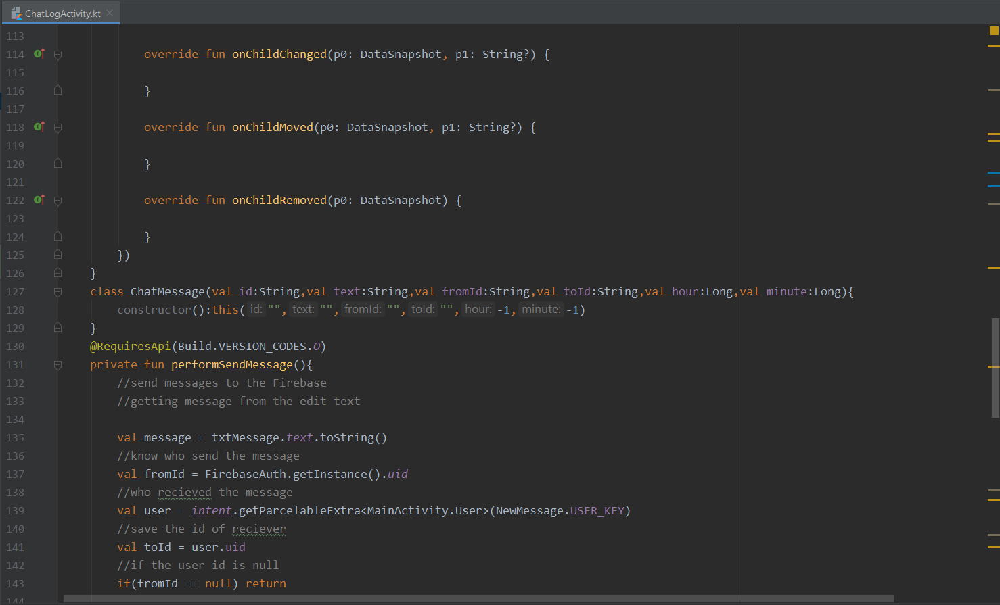 ChatLogActivity.kt
113
114 override fun onChildChanged(p0: DataSnapshot, p1: String?) {
115
116 }
117
118 override fun onChildMoved(p0: DataSnapshot, p1: String?) {
119
120 }
121
122 override fun onChildRemoved(p0: DataSnapshot) {
123
124 }
125 })
126 }
127 class ChatMessage(val id:String,val text:String,val fromId:String,val toId:String,val hour:Long,val minute:Long){
128 constructor():this( id: "", text: "", fromId: "", toId: "", hour: -1, minute: -1)
129 }
130 @RequiresApi(Build.VERSION_CODES.O)
131 private fun performSendMessage(){
132 //send messages to the Firebase
133 //getting message from the edit text
134
135 val message = txtMessage.text.toString()
136 //know who send the message
137 val fromId = FirebaseAuth.getInstance().uid
138 //who recieved the message
139 val user = intent.getParcelableExtra<MainActivity.User>(NewMessage.USER_KEY)
140 //save the id of reciever
141 val toId = user.uid
142 //if the user id is null
143 if(fromId == null) return
144